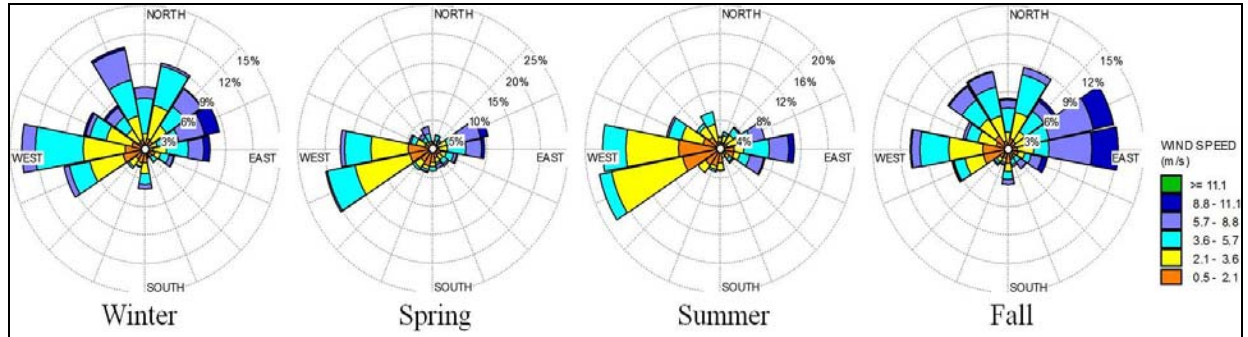 NORTH
15%
12%
9%
6%
3%
WEST
EAST
SOUTH
Winter
NORTH
25%
20%
15%
10%
5%
WEST
EAST
SOUTH
Spring
NORTH
20%
16%
12%
8%
4%
WEST
EAST
SOUTH
Summer
NORTH
15%
12%
9%
6%
3%
WEST
EAST
SOUTH
Fall
WIND SPEED
(m/s)
>= 11.1
8.8 - 11.1
5.7 - 8.8
3.6 - 5.7
2.1 - 3.6
0.5 - 2.1